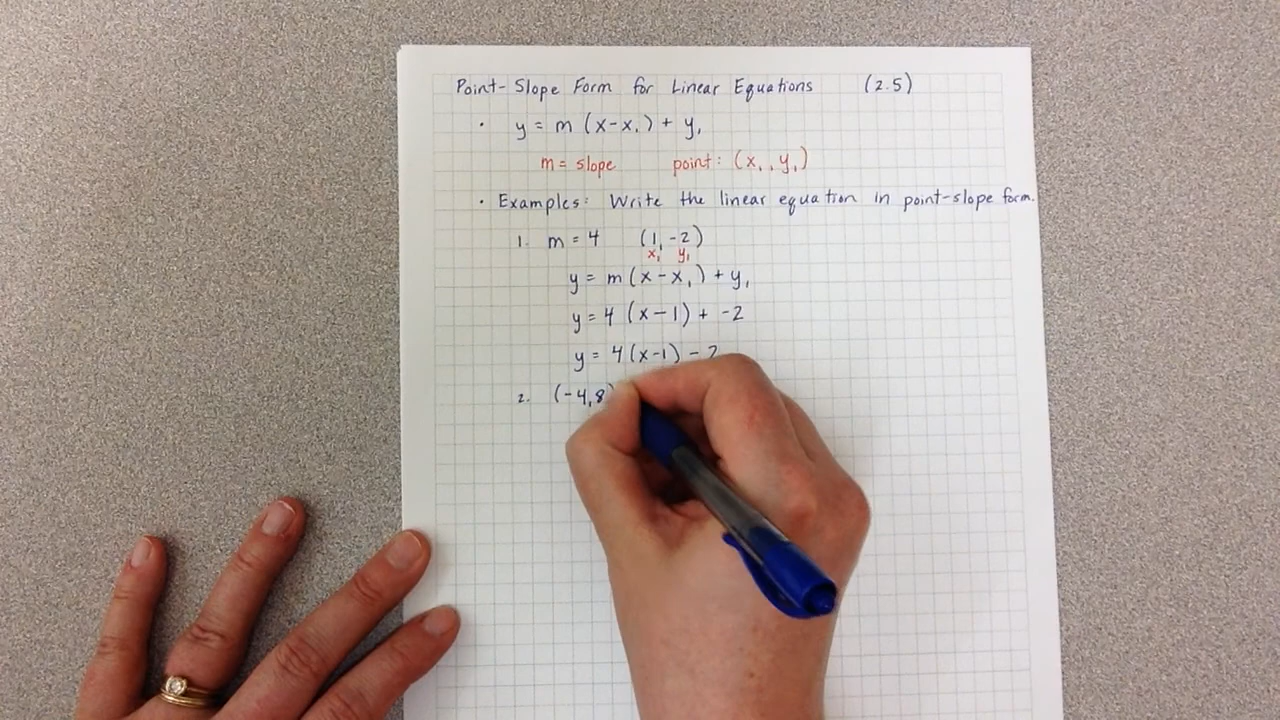 Point-Slope Form for Linear Equations (2.5)
• y = m (x-x₁) + y₁
m = slope point: (x₁, y₁)
• Examples: Write the linear equation in point-slope form.
1. m = 4 (1, -2)
x₁ y₁
y = m (x - x₁) + y₁
y = 4 (x - 1) + -2
y = 4(x-1) - 2
2. (-4, 8)